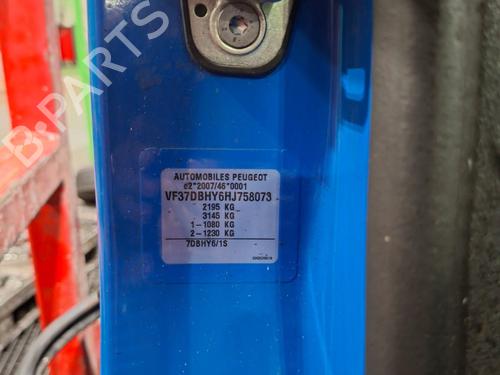 B-PARTS
AUTOMOBILES PEUGEOT
e2*2007/46*0001
VF37DBHY6HJ758073
2195 KG
3145 KG
1-1080 KG
2-1230 KG
7DBHY6/1S